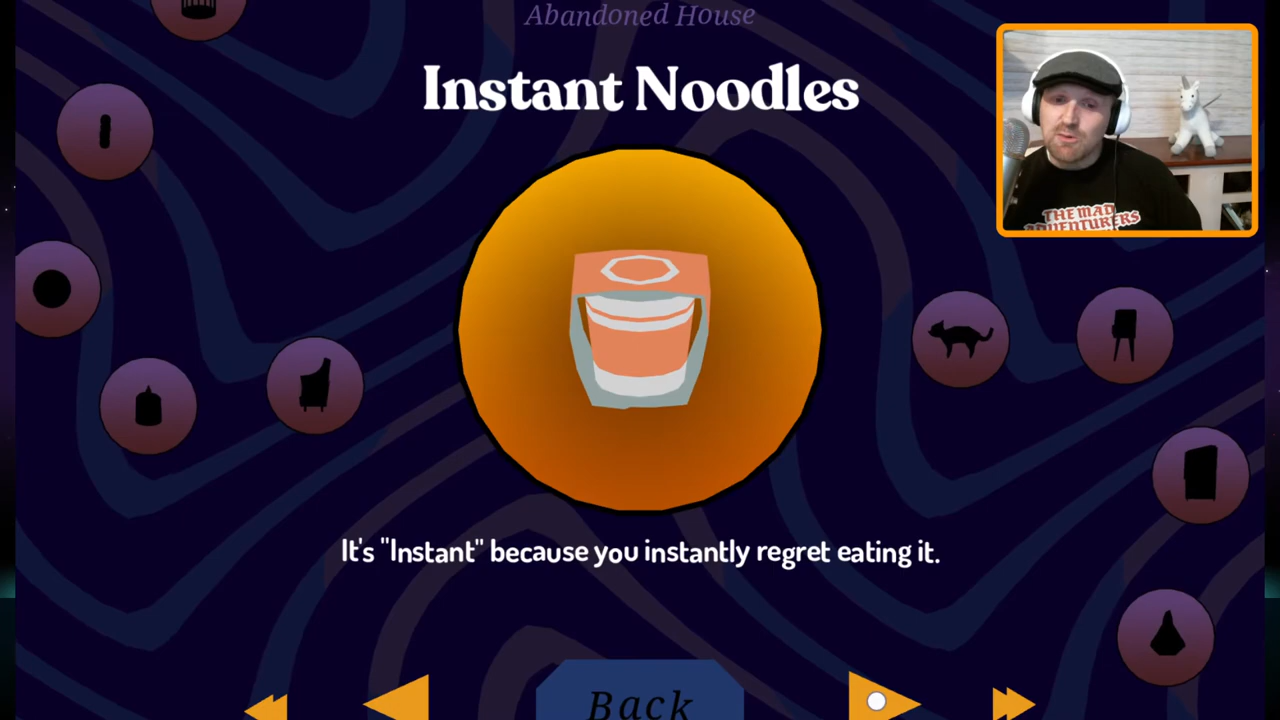 Abandoned House
Instant Noodles
THE MAD
ADVENTURERS
It's "Instant" because you instantly regret eating it.
Back